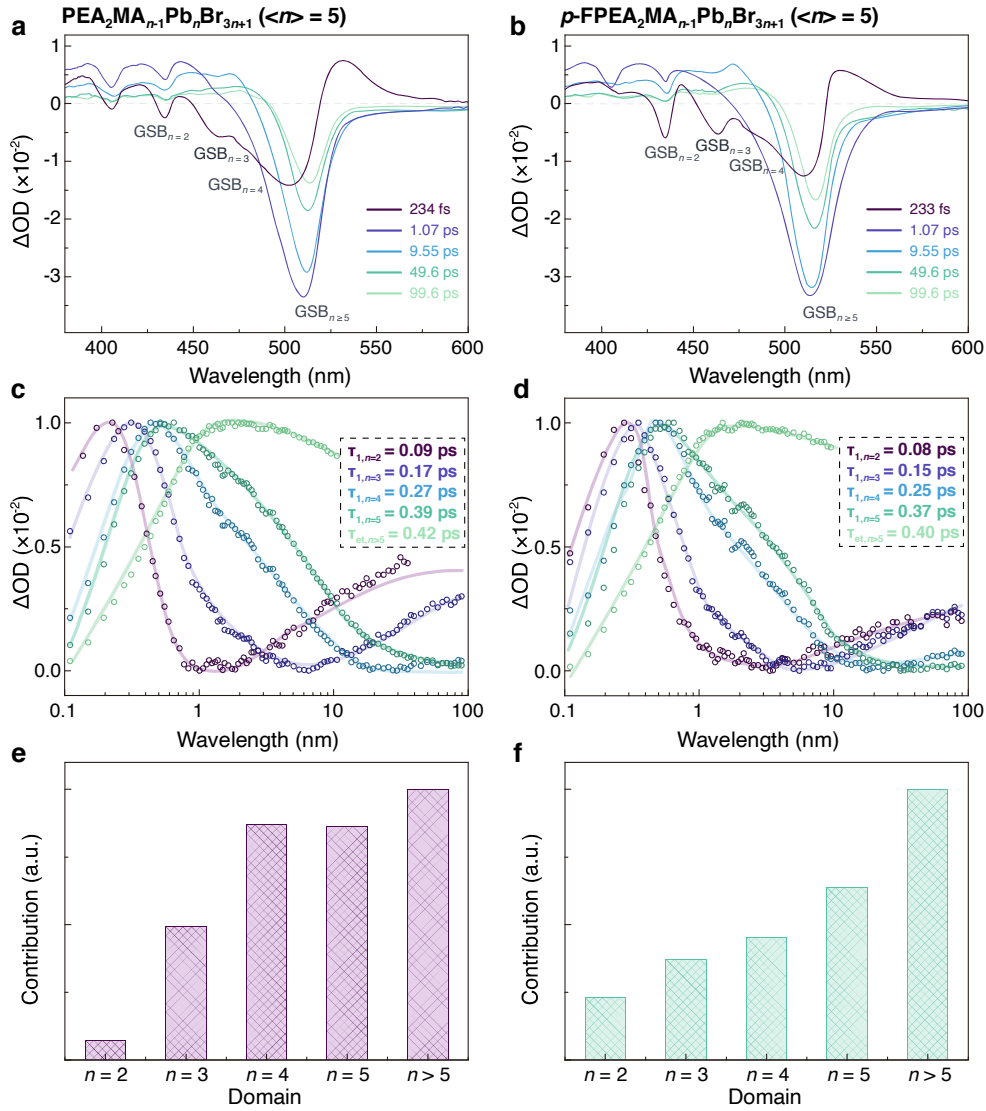 a PEA₂MAₙ₋₁PbₙBr₃ₙ₊₁ (<n> = 5)
1
0
-1
-2
-3
ΔOD (×10⁻²)
GSBₙ₌₂
GSBₙ₌₃
GSBₙ₌₄
GSBₙ≥₅
234 fs
1.07 ps
9.55 ps
49.6 ps
99.6 ps
400 450 500 550 600
Wavelength (nm)
b p-FPEA₂MAₙ₋₁PbₙBr₃ₙ₊₁ (<n> = 5)
1
0
-1
-2
-3
ΔOD (×10⁻²)
GSBₙ₌₂
GSBₙ₌₃
GSBₙ₌₄
GSBₙ≥₅
233 fs
1.07 ps
9.55 ps
49.6 ps
99.6 ps
400 450 500 550 600
Wavelength (nm)
c
1.0
0.5
0.0
ΔOD (×10⁻²)
τ₁,ₙ₌₂ = 0.09 ps
τ₁,ₙ₌₃ = 0.17 ps
τ₁,ₙ₌₄ = 0.27 ps
τ₁,ₙ₌₅ = 0.39 ps
τₑₜ,ₙ>₅ = 0.42 ps
0.1 1 10 100
Wavelength (nm)
d
1.0
0.5
0.0
ΔOD (×10⁻²)
τ₁,ₙ₌₂ = 0.08 ps
τ₁,ₙ₌₃ = 0.15 ps
τ₁,ₙ₌₄ = 0.25 ps
τ₁,ₙ₌₅ = 0.37 ps
τₑₜ,ₙ>₅ = 0.40 ps
0.1 1 10 100
Wavelength (nm)
e
Contribution (a.u.)
n = 2 n = 3 n = 4 n = 5 n > 5
Domain
f
Contribution (a.u.)
n = 2 n = 3 n = 4 n = 5 n > 5
Domain